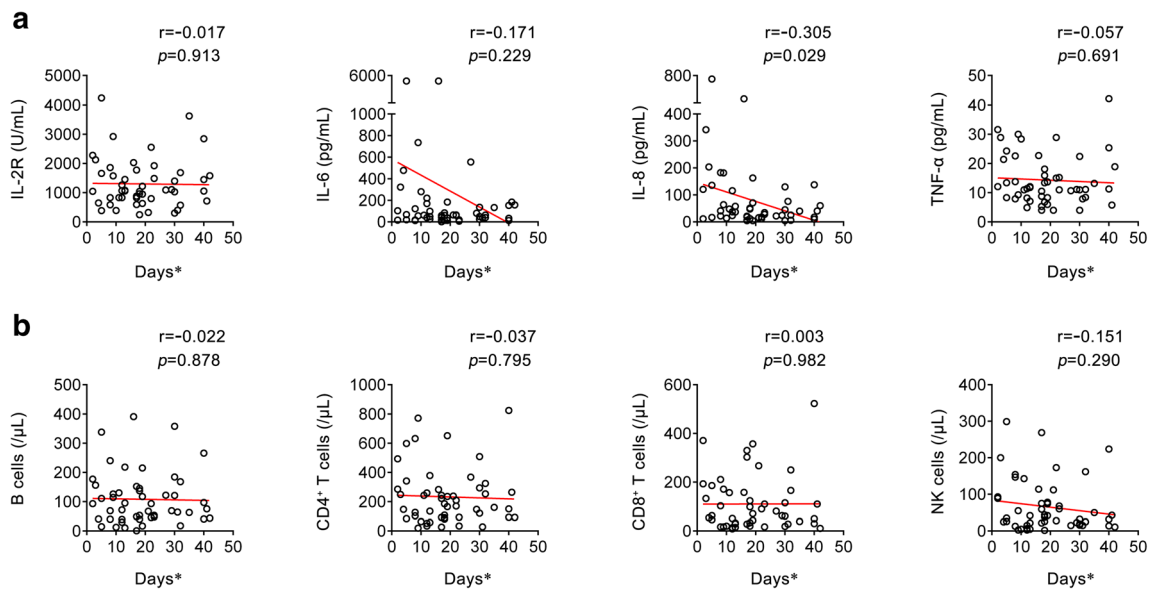 a
r=−0.017
p=0.913
IL-2R (U/mL)
5000
4000
3000
2000
1000
0
0 10 20 30 40 50
Days*
r=−0.171
p=0.229
IL-6 (pg/mL)
6000
1000
800
600
400
200
0
0 10 20 30 40 50
Days*
r=−0.305
p=0.029
IL-8 (pg/mL)
800
400
300
200
100
0
0 10 20 30 40 50
Days*
r=−0.057
p=0.691
TNF-α (pg/mL)
50
40
30
20
10
0
0 10 20 30 40 50
Days*
b
r=−0.022
p=0.878
B cells (/μL)
500
400
300
200
100
0
0 10 20 30 40 50
Days*
r=−0.037
p=0.795
CD4⁺ T cells (/μL)
1000
800
600
400
200
0
0 10 20 30 40 50
Days*
r=0.003
p=0.982
CD8⁺ T cells (/μL)
600
400
200
0
0 10 20 30 40 50
Days*
r=−0.151
p=0.290
NK cells (/μL)
400
300
200
100
0
0 10 20 30 40 50
Days*